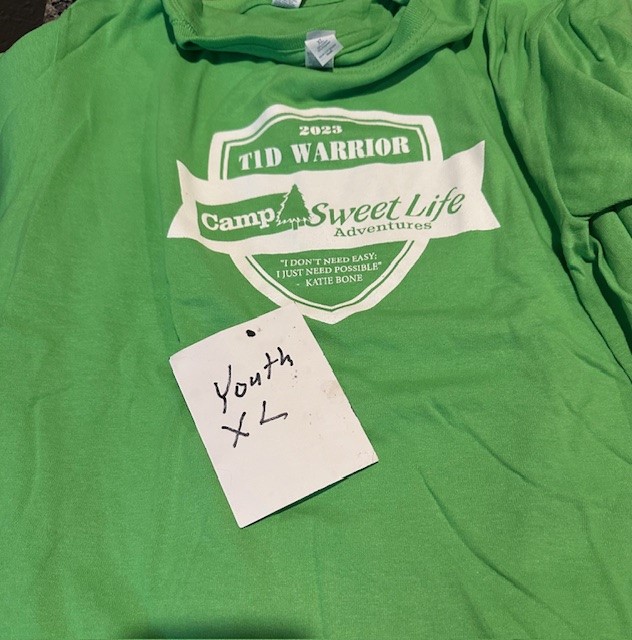 2023
T1D WARRIOR
Camp Sweet Life
Adventures
"I DON'T NEED EASY;
I JUST NEED POSSIBLE"
- KATIE BONE
Youth
XL